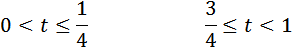 0 < t ≤ 1/4    3/4 ≤ t < 1